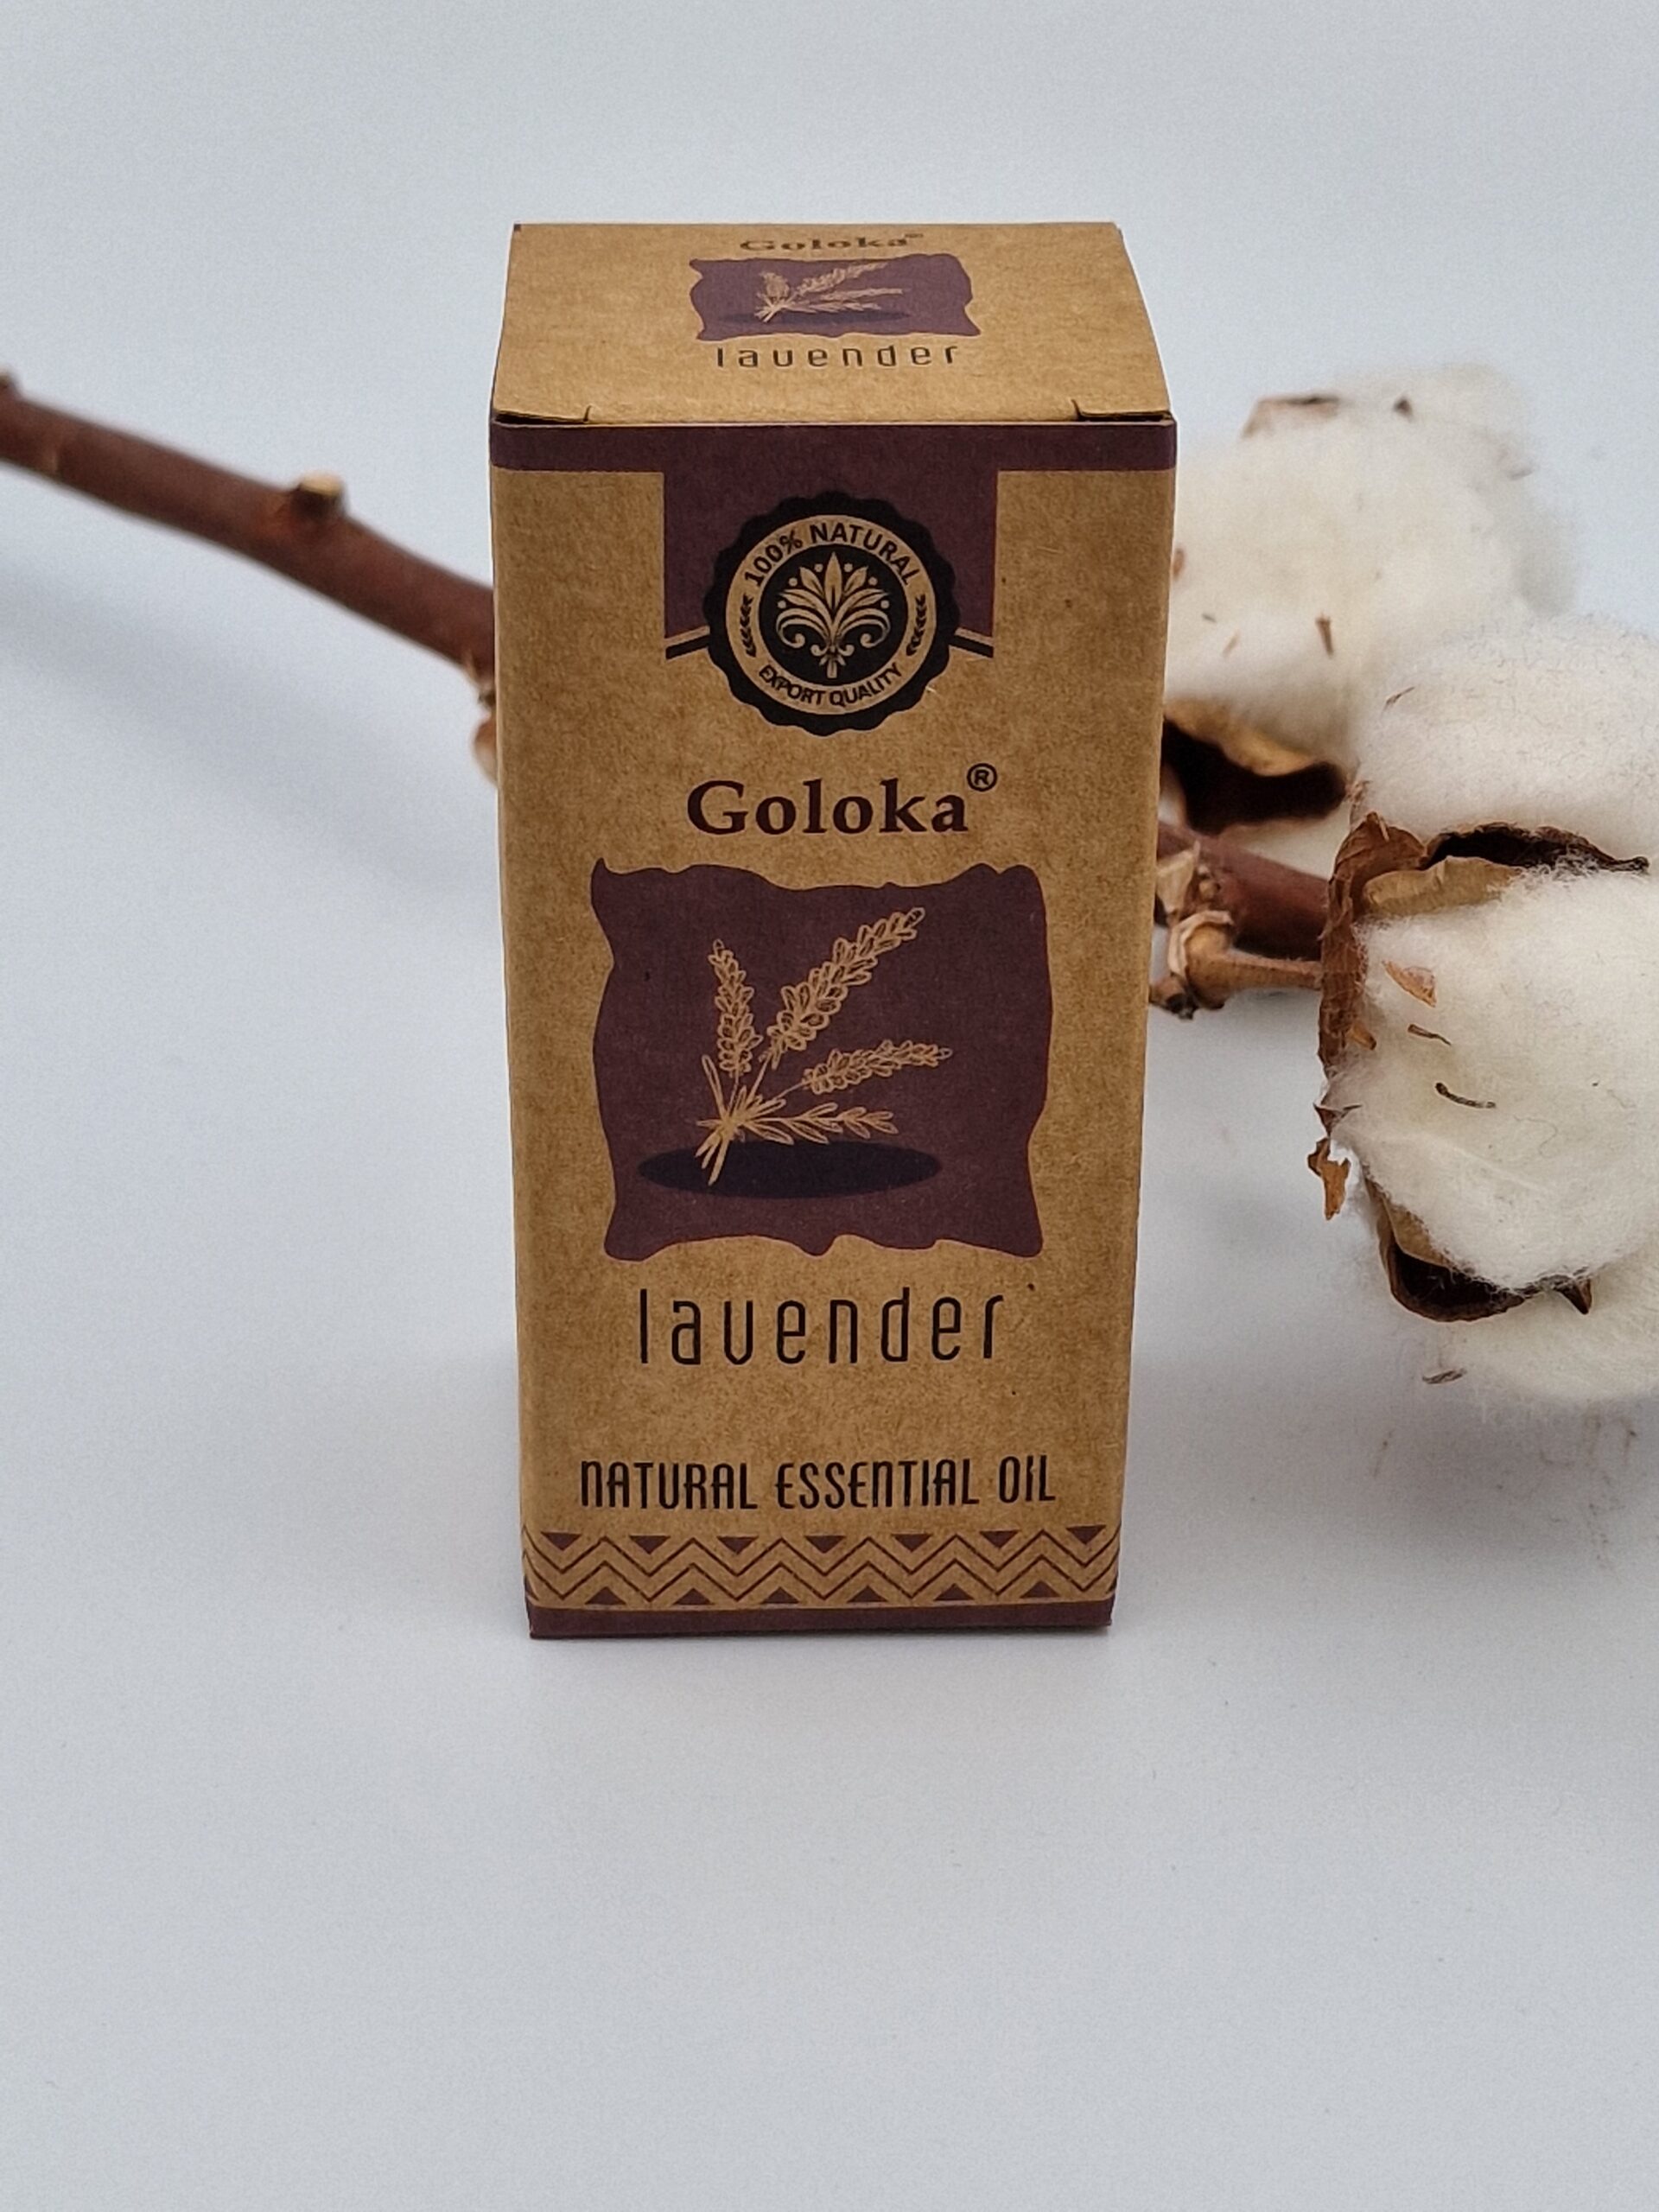 Goloka
lavender
100% NATURAL
EXPORT QUALITY
Goloka®
lavender
NATURAL ESSENTIAL OIL